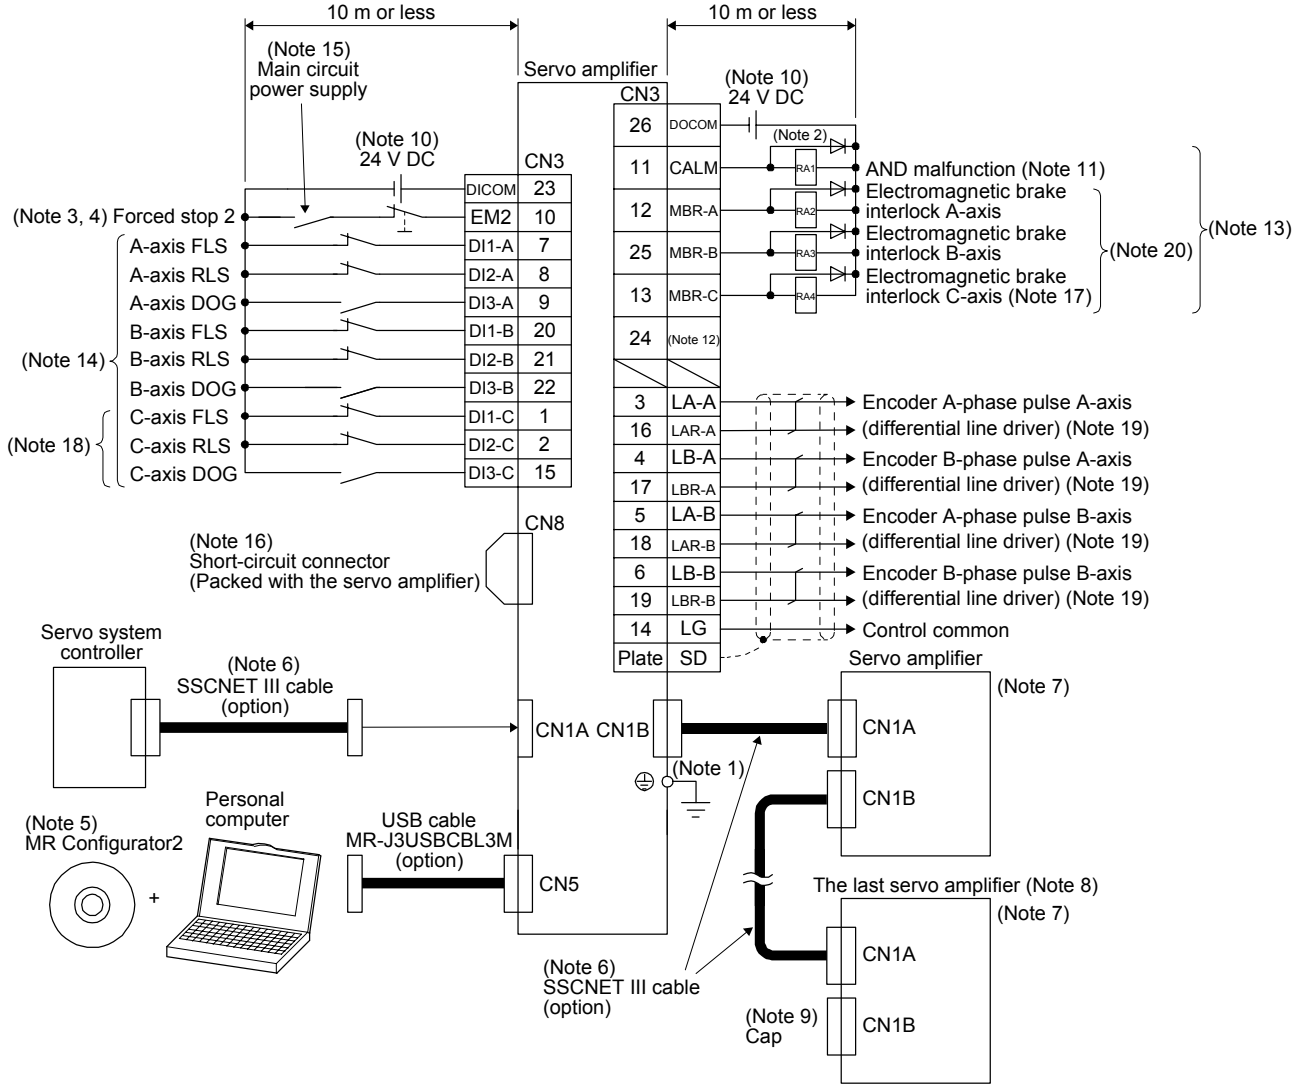 10 m or less
10 m or less
(Note 15)
Main circuit
power supply
Servo amplifier
(Note 10)
24 V DC
(Note 10)
24 V DC
CN3
DICOM 23
(Note 3, 4) Forced stop 2 EM2 10
A-axis FLS DI1-A 7
A-axis RLS DI2-A 8
A-axis DOG DI3-A 9
B-axis FLS DI1-B 20
(Note 14) B-axis RLS DI2-B 21
B-axis DOG DI3-B 22
C-axis FLS DI1-C 1
(Note 18) C-axis RLS DI2-C 2
C-axis DOG DI3-C 15
CN3
26 DOCOM
(Note 2)
11 CALM RA1 AND malfunction (Note 11)
12 MBR-A RA2 Electromagnetic brake
interlock A-axis
25 MBR-B RA3 Electromagnetic brake
interlock B-axis
13 MBR-C RA4 Electromagnetic brake
interlock C-axis (Note 17)
(Note 20)
(Note 13)
24 (Note 12)
3 LA-A Encoder A-phase pulse A-axis
16 LAR-A (differential line driver) (Note 19)
4 LB-A Encoder B-phase pulse A-axis
17 LBR-A (differential line driver) (Note 19)
5 LA-B Encoder A-phase pulse B-axis
18 LAR-B (differential line driver) (Note 19)
6 LB-B Encoder B-phase pulse B-axis
19 LBR-B (differential line driver) (Note 19)
14 LG Control common
Plate SD
CN8
(Note 16)
Short-circuit connector
(Packed with the servo amplifier)
Servo system
controller
(Note 6)
SSCNET III cable
(option)
CN1A CN1B
(Note 1)
Servo amplifier
(Note 7)
CN1A
CN1B
(Note 5)
MR Configurator2
+
Personal
computer
USB cable
MR-J3USBCBL3M
(option)
CN5
The last servo amplifier (Note 8)
(Note 7)
CN1A
CN1B
(Note 6)
SSCNET III cable
(option)
(Note 9)
Cap